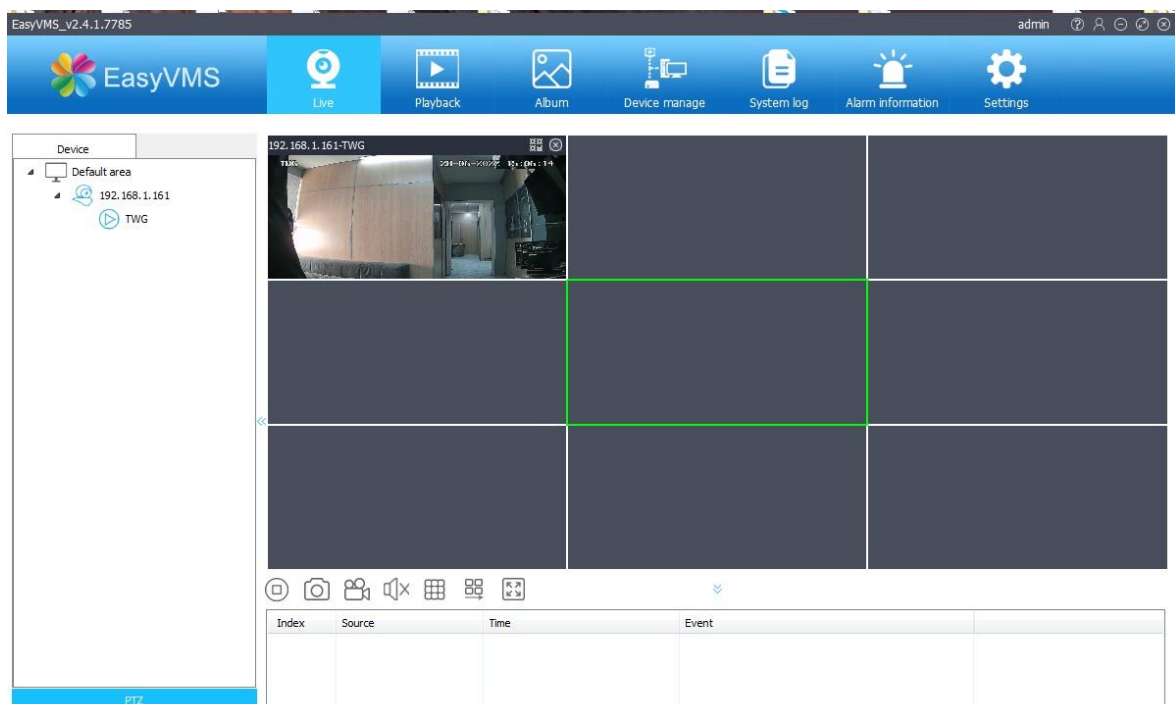 EasyVMS_v2.4.1.7785
admin
EasyVMS
Live
Playback
Album
Device manage
System log
Alarm information
Settings
Device
Default area
192.168.1.161
TWG
192.168.1.161-TWG
TWG
Index
Source
Time
Event
PTZ